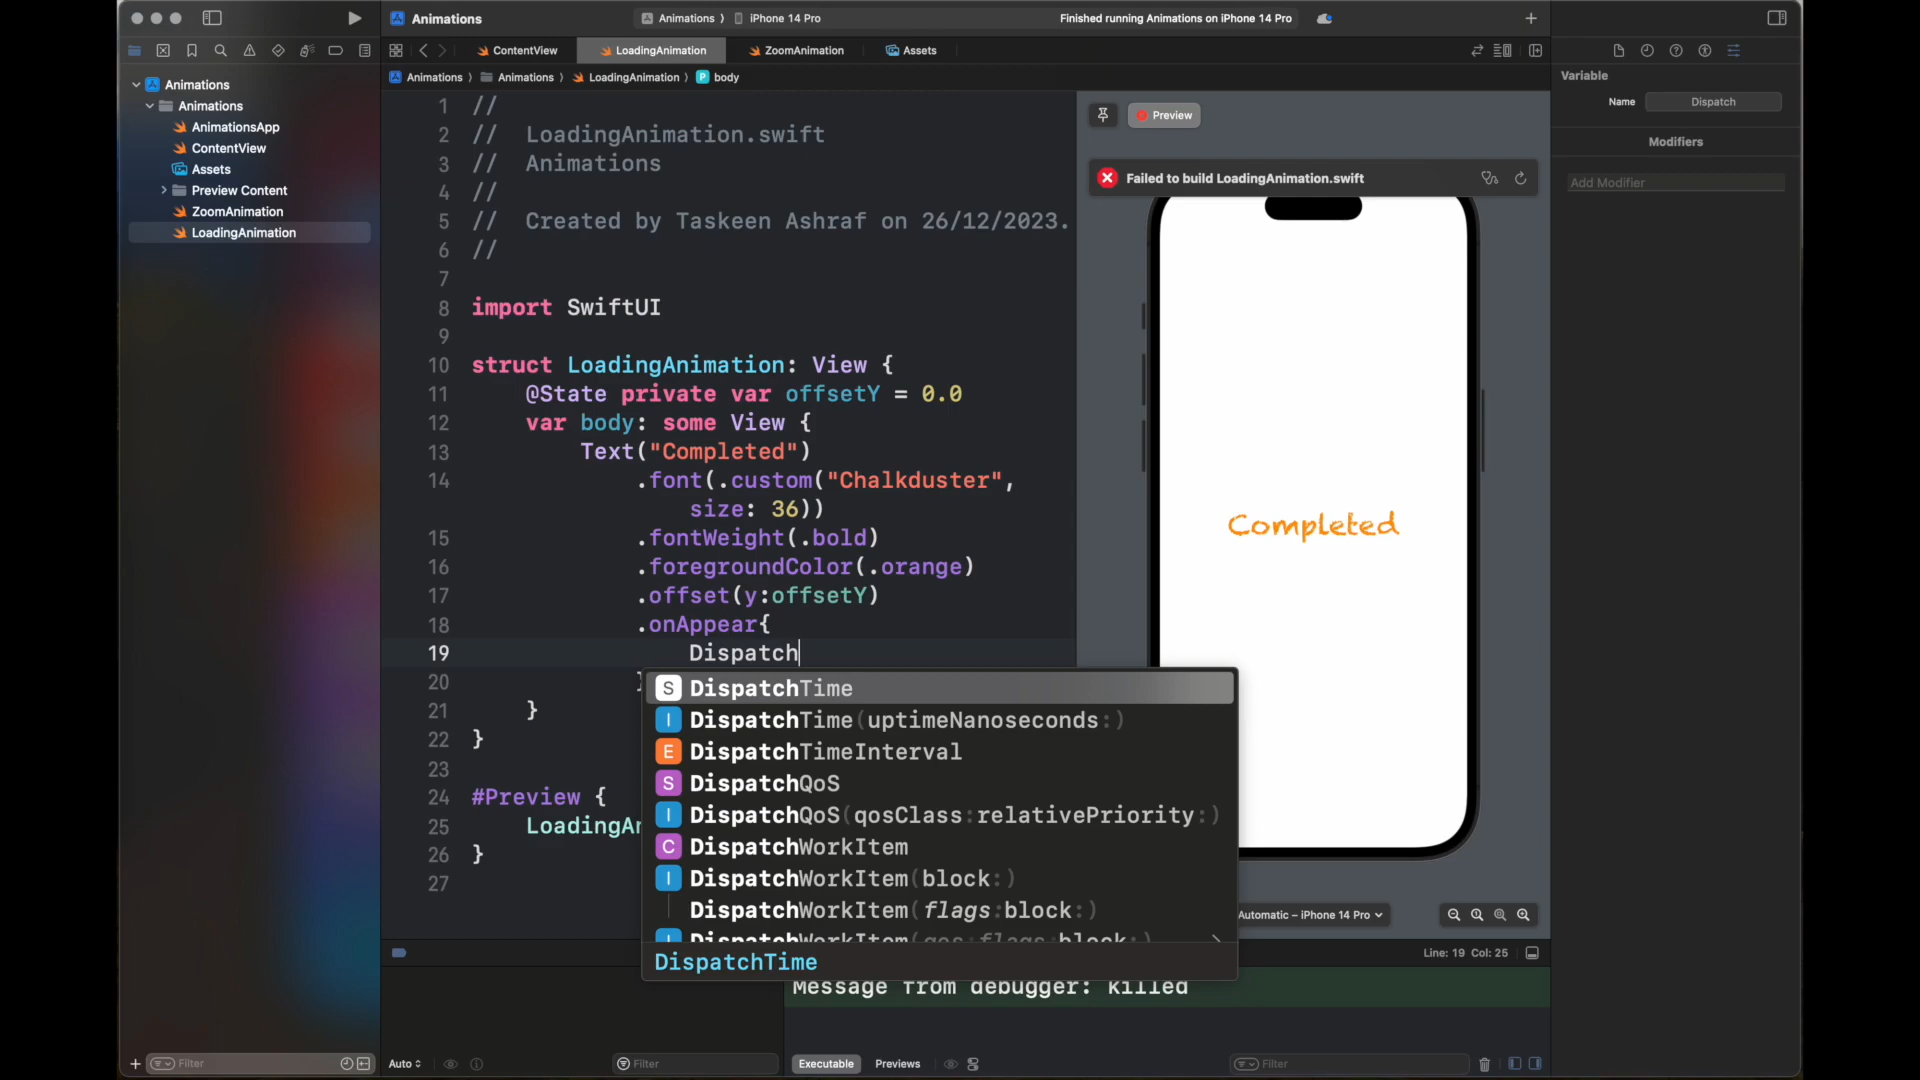 Animations
Animations
iPhone 14 Pro
Finished running Animations on iPhone 14 Pro
ContentView
LoadingAnimation
ZoomAnimation
Assets
Animations
Animations
LoadingAnimation
P body
Animations
Animations
AnimationsApp
ContentView
Assets
Preview Content
ZoomAnimation
LoadingAnimation
1 //
2 //  LoadingAnimation.swift
3 //  Animations
4 //
5 //  Created by Taskeen Ashraf on 26/12/2023.
6 //
7
8 import SwiftUI
9
10 struct LoadingAnimation: View {
11 @State private var offsetY = 0.0
12 var body: some View {
13 Text("Completed")
14 .font(.custom("Chalkduster",
size: 36))
15 .fontWeight(.bold)
16 .foregroundColor(.orange)
17 .offset(y:offsetY)
18 .onAppear{
19 Dispatch
20 }
21 }
22 }
23
24 #Preview {
25 LoadingAn
26 }
27
S DispatchTime
I DispatchTime(uptimeNanoseconds:)
E DispatchTimeInterval
S DispatchQoS
I DispatchQoS(qosClass:relativePriority:)
C DispatchWorkItem
I DispatchWorkItem(block:)
DispatchWorkItem(flags:block:)
I DispatchWorkItem(qos:flags:block:)
DispatchTime
Preview
Failed to build LoadingAnimation.swift
Completed
Automatic – iPhone 14 Pro
Line: 19 Col: 25
Message from debugger: killed
Variable
Name
Dispatch
Modifiers
Add Modifier
Filter
Auto
Filter
Executable
Previews
Filter